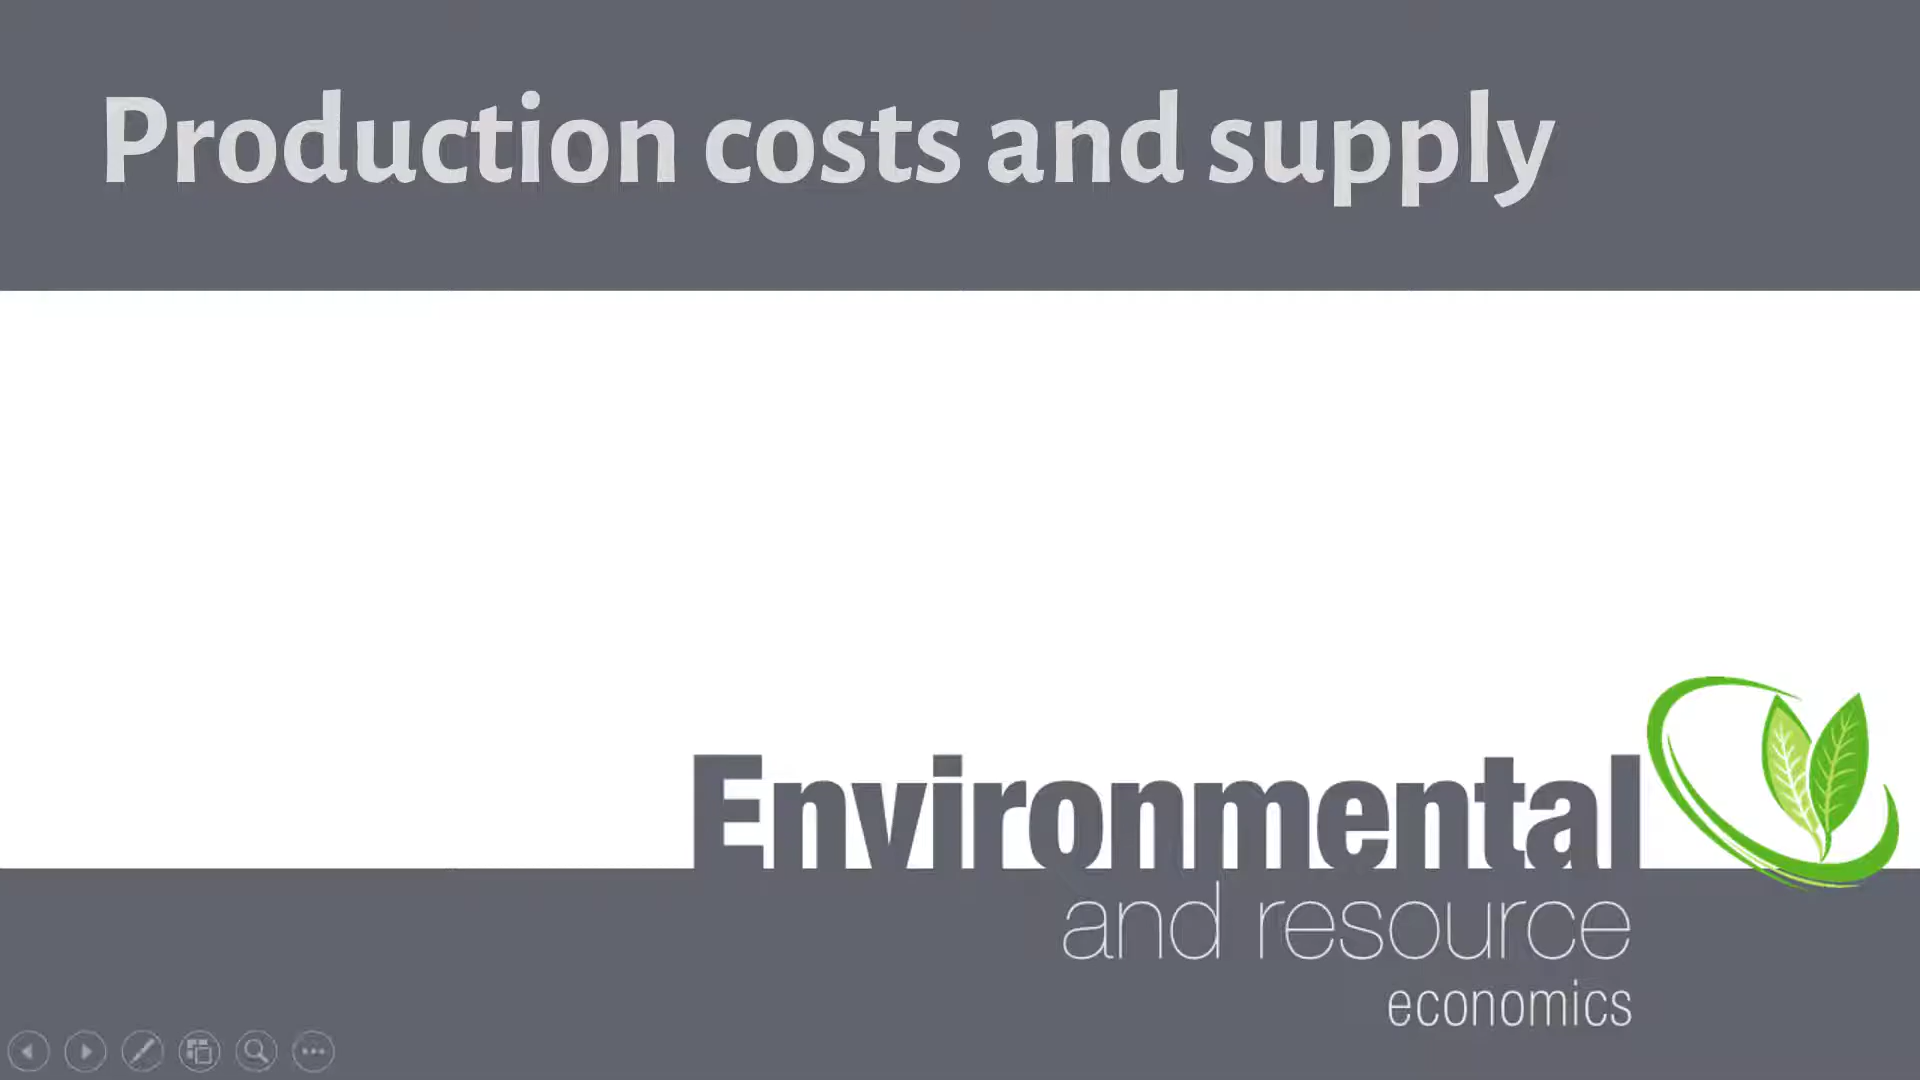 Production costs and supply
Environmental
and resource
economics